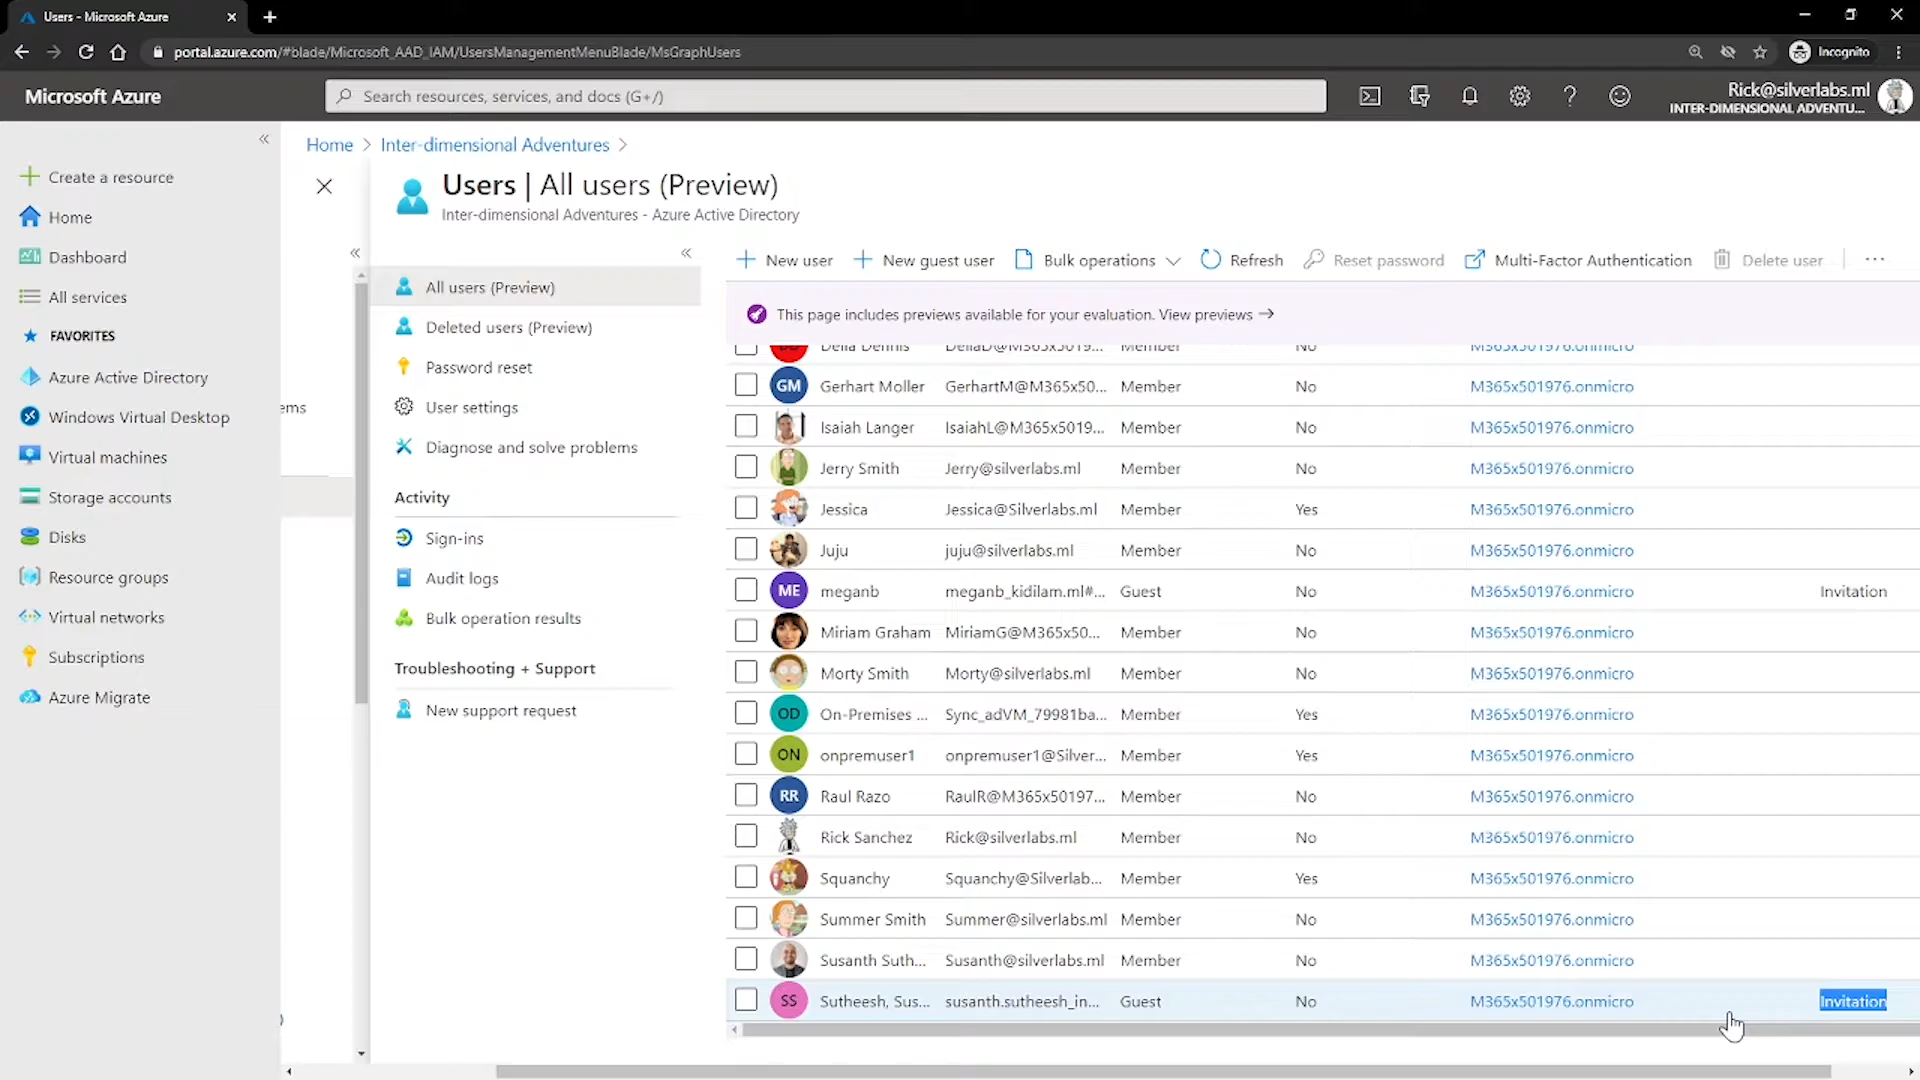 Users - Microsoft Azure
portal.azure.com/#blade/Microsoft_AAD_IAM/UsersManagementMenuBlade/MsGraphUsers
Incognito
Microsoft Azure
Search resources, services, and docs (G+/)
Rick@silverlabs.ml
INTER-DIMENSIONAL ADVENTU...
Home > Inter-dimensional Adventures >
Users | All users (Preview)
Inter-dimensional Adventures - Azure Active Directory
Create a resource
Home
Dashboard
All services
FAVORITES
Azure Active Directory
Windows Virtual Desktop
Virtual machines
Storage accounts
Disks
Resource groups
Virtual networks
Subscriptions
Azure Migrate
ems
All users (Preview)
Deleted users (Preview)
Password reset
User settings
Diagnose and solve problems
Activity
Sign-ins
Audit logs
Bulk operation results
Troubleshooting + Support
New support request
New user
New guest user
Bulk operations
Refresh
Reset password
Multi-Factor Authentication
Delete user
...
This page includes previews available for your evaluation. View previews →
Delia Dennis DeliaD@M365x5019... Member No M365x501976.onmicro
GM Gerhart Moller GerhartM@M365x50... Member No M365x501976.onmicro
Isaiah Langer IsaiahL@M365x5019... Member No M365x501976.onmicro
Jerry Smith Jerry@silverlabs.ml Member No M365x501976.onmicro
Jessica Jessica@Silverlabs.ml Member Yes M365x501976.onmicro
Juju juju@silverlabs.ml Member No M365x501976.onmicro
ME meganb meganb_kidilam.ml#... Guest No M365x501976.onmicro Invitation
Miriam Graham MiriamG@M365x50... Member No M365x501976.onmicro
Morty Smith Morty@silverlabs.ml Member No M365x501976.onmicro
OD On-Premises ... Sync_adVM_79981ba... Member Yes M365x501976.onmicro
ON onpremuser1 onpremuser1@Silver... Member Yes M365x501976.onmicro
RR Raul Razo RaulR@M365x50197... Member No M365x501976.onmicro
Rick Sanchez Rick@silverlabs.ml Member No M365x501976.onmicro
Squanchy Squanchy@Silverlab... Member Yes M365x501976.onmicro
Summer Smith Summer@silverlabs.ml Member No M365x501976.onmicro
Susanth Suth... Susanth@silverlabs.ml Member No M365x501976.onmicro
SS Sutheesh, Sus... susanth.sutheesh_in... Guest No M365x501976.onmicro Invitation